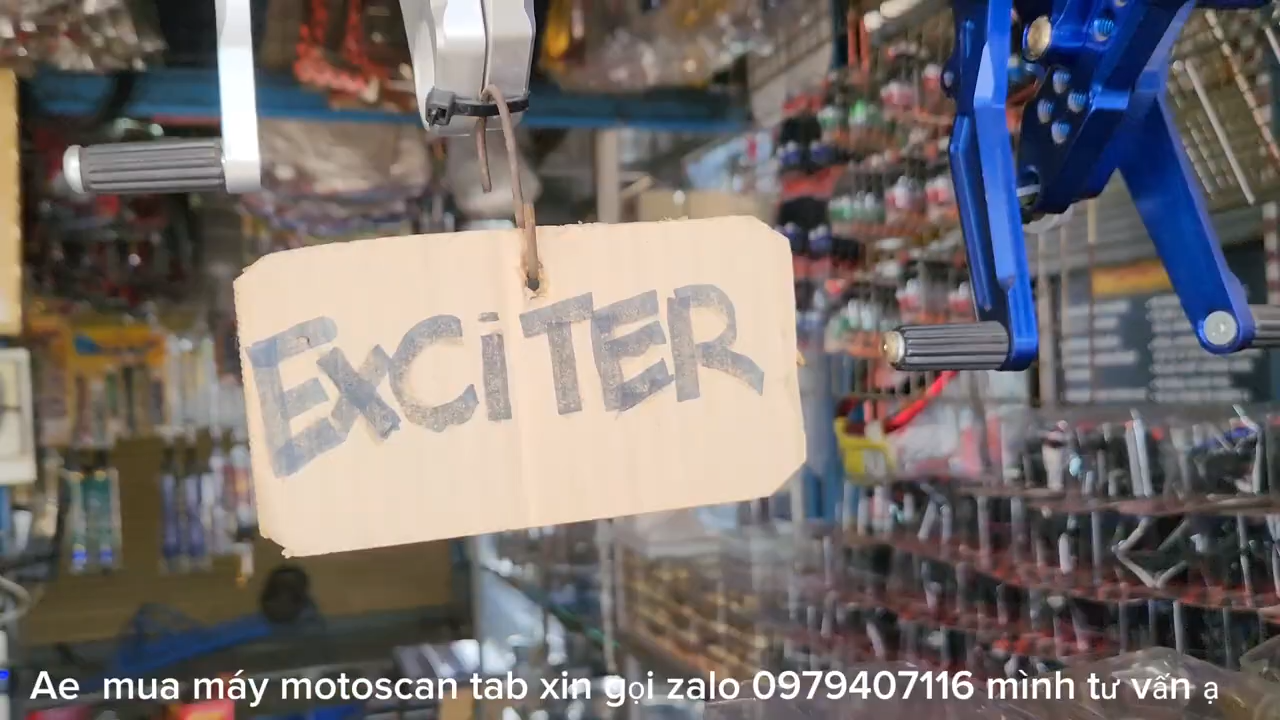 EXCiTER
Ae mua máy motoscan tab xin gọi zalo 0979407116 mình tư vấn ạ